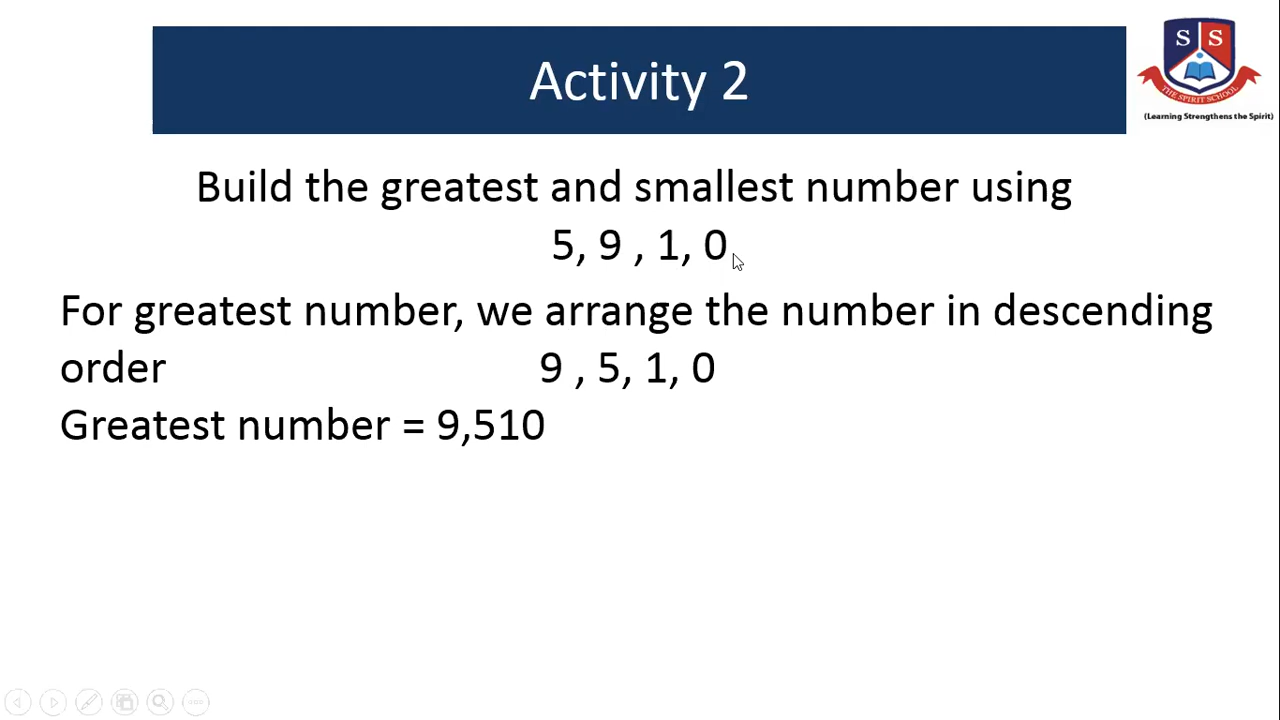 Activity 2
S S
THE SPIRIT SCHOOL
(Learning Strengthens the Spirit)
Build the greatest and smallest number using
5, 9 , 1, 0
For greatest number, we arrange the number in descending
order 9 , 5, 1, 0
Greatest number = 9,510